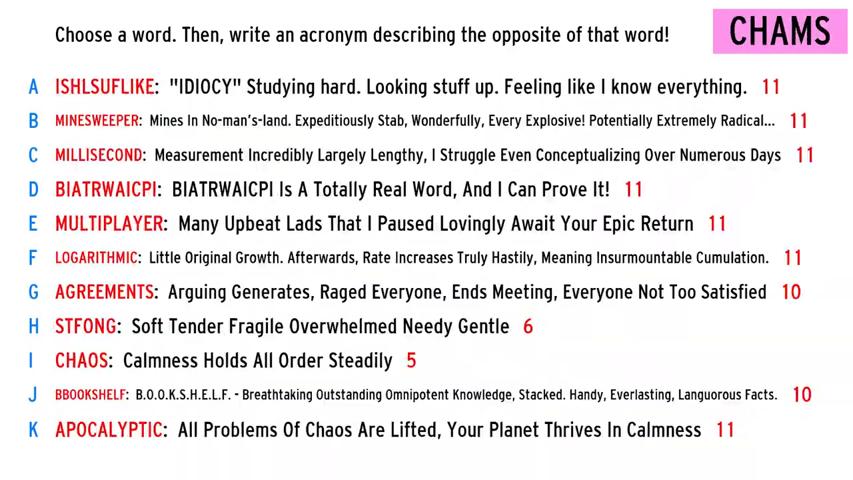 Choose a word. Then, write an acronym describing the opposite of that word!
CHAMS
A ISHLSUFLIKE: "IDIOCY" Studying hard. Looking stuff up. Feeling like I know everything. 11
B MINESWEEPER: Mines In No-man's-land. Expeditiously Stab, Wonderfully, Every Explosive! Potentially Extremely Radical... 11
C MILLISECOND: Measurement Incredibly Largely Lengthy, I Struggle Even Conceptualizing Over Numerous Days 11
D BIATRWAICPI: BIATRWAICPI Is A Totally Real Word, And I Can Prove It! 11
E MULTIPLAYER: Many Upbeat Lads That I Paused Lovingly Await Your Epic Return 11
F LOGARITHMIC: Little Original Growth. Afterwards, Rate Increases Truly Hastily, Meaning Insurmountable Cumulation. 11
G AGREEMENTS: Arguing Generates, Raged Everyone, Ends Meeting, Everyone Not Too Satisfied 10
H STFONG: Soft Tender Fragile Overwhelmed Needy Gentle 6
I CHAOS: Calmness Holds All Order Steadily 5
J BBOOKSHELF: B.O.O.K.S.H.E.L.F. - Breathtaking Outstanding Omnipotent Knowledge, Stacked. Handy, Everlasting, Languorous Facts. 10
K APOCALYPTIC: All Problems Of Chaos Are Lifted, Your Planet Thrives In Calmness 11